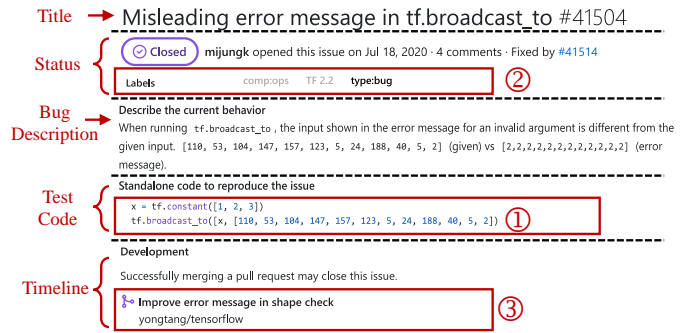 Title
Misleading error message in tf.broadcast_to #41504
Status
Closed mijungk opened this issue on Jul 18, 2020 · 4 comments · Fixed by #41514
Labels comp:ops TF 2.2 type:bug ②
Bug Description
Describe the current behavior
When running tf.broadcast_to , the input shown in the error message for an invalid argument is different from the
given input. [110, 53, 104, 147, 157, 123, 5, 24, 188, 40, 5, 2] (given) vs [2,2,2,2,2,2,2,2,2,2,2,2] (error
message).
Test Code
Standalone code to reproduce the issue
x = tf.constant([1, 2, 3])
tf.broadcast_to([x, [110, 53, 104, 147, 157, 123, 5, 24, 188, 40, 5, 2]) ①
Timeline
Development
Successfully merging a pull request may close this issue.
Improve error message in shape check
yongtang/tensorflow ③